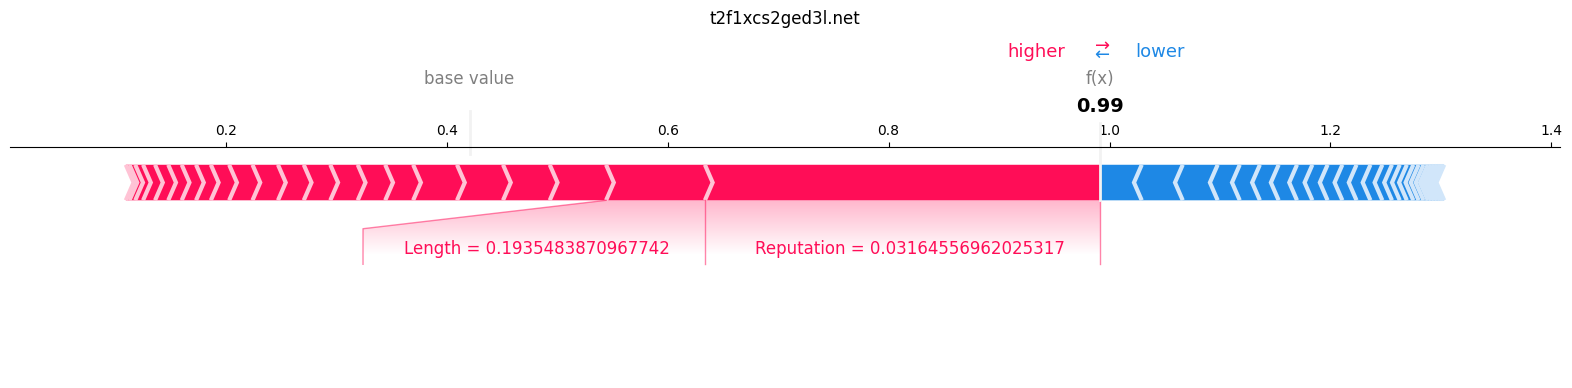 t2f1xcs2ged3l.net
higher ⇄ lower
base value f(x)
0.99
0.2 0.4 0.6 0.8 1.0 1.2 1.4
Length = 0.1935483870967742 Reputation = 0.03164556962025317